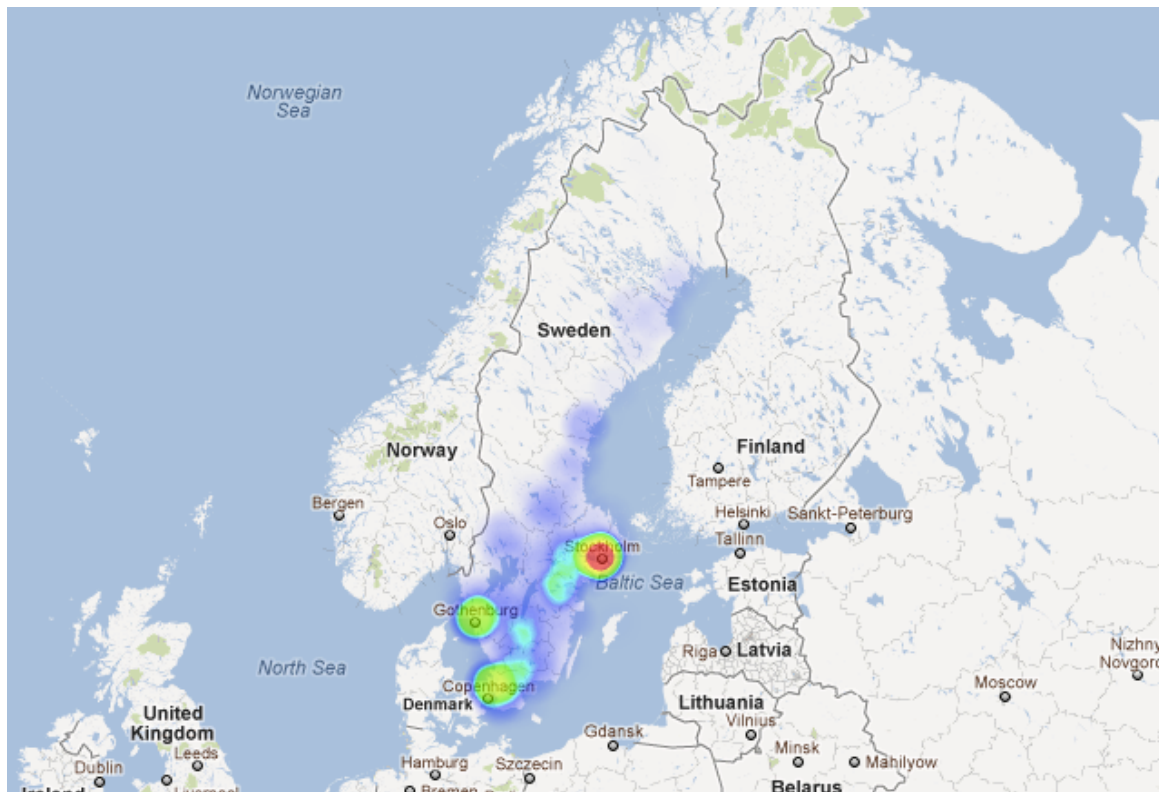 Norwegian
Sea
Sweden
Norway
Finland
Tampere
Bergen
Helsinki
Sankt-Peterburg
Oslo
Tallinn
Stockholm
Baltic Sea
Estonia
Gothenburg
Riga
Latvia
Nizhny
Novgoro
North Sea
Copenhagen
Moscow
Denmark
Lithuania
United
Kingdom
Vilnius
Gdansk
Leeds
Minsk
Mahilyow
Dublin
Hamburg
Szczecin
Belarus